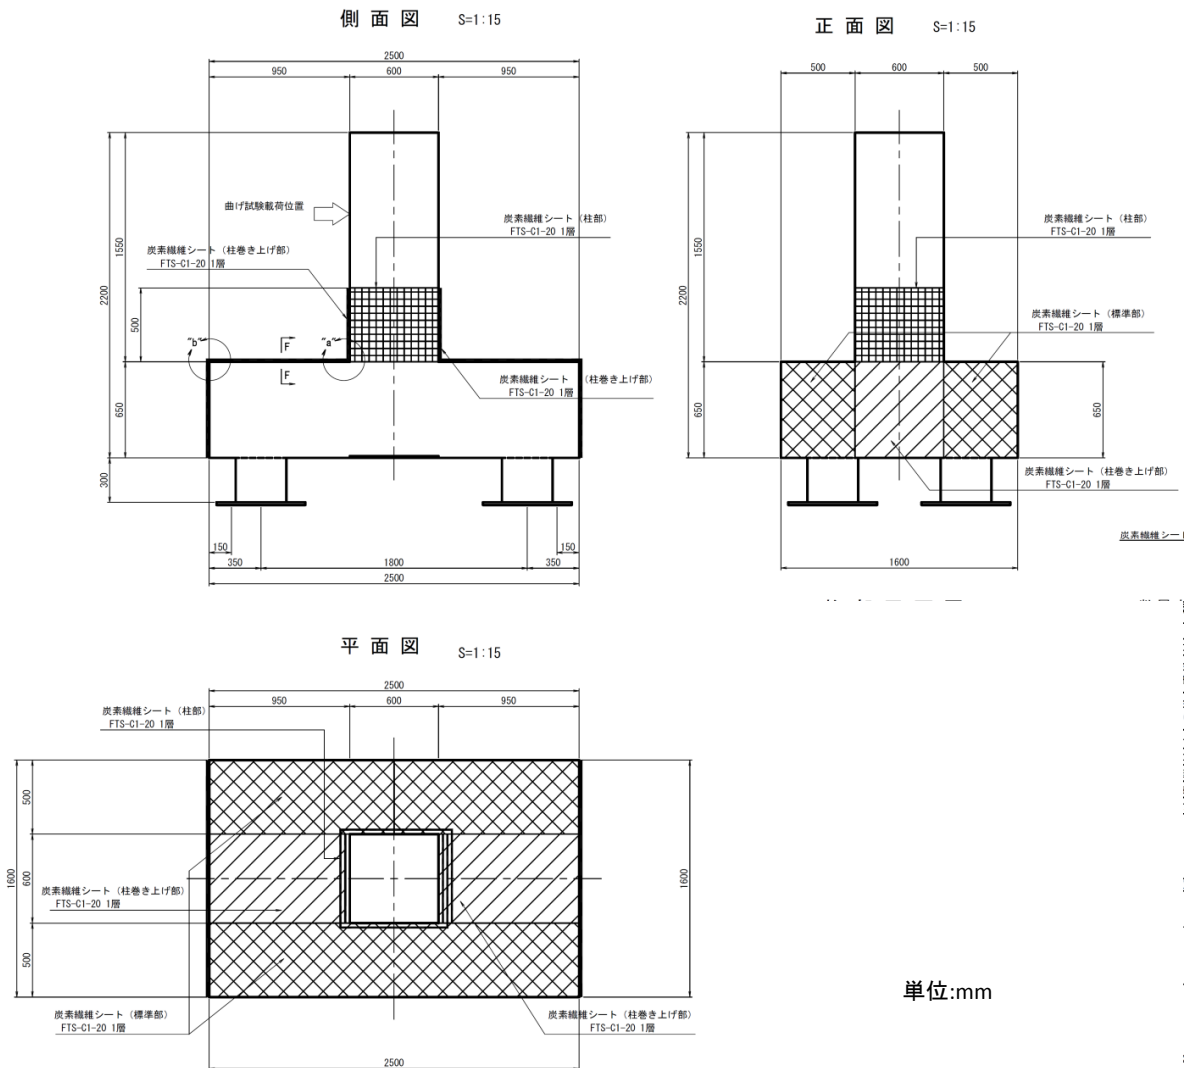 側 面 図 S=1:15
2500
950 600 950
曲げ試験載荷位置
炭素繊維シート (柱部)
FTS-C1-20 1層
炭素繊維シート (柱巻き上げ部)
FTS-C1-20 1層
1550
2200
500
"b"
F
"a"
F
炭素繊維シート (柱巻き上げ部)
FTS-C1-20 1層
650
300
150 150
350 1800 350
2500
正 面 図 S=1:15
500 600 500
炭素繊維シート (柱部)
FTS-C1-20 1層
1550
2200
炭素繊維シート (標準部)
FTS-C1-20 1層
650
650
炭素繊維シート (柱巻き上げ部)
FTS-C1-20 1層
炭素繊維シート
1600
平 面 図 S=1:15
2500
950 600 950
炭素繊維シート (柱部)
FTS-C1-20 1層
500
600
1600
500
1600
炭素繊維シート (柱巻き上げ部)
FTS-C1-20 1層
炭素繊維シート (標準部)
FTS-C1-20 1層
炭素繊維シート (柱巻き上げ部)
FTS-C1-20 1層
2500
単位:mm